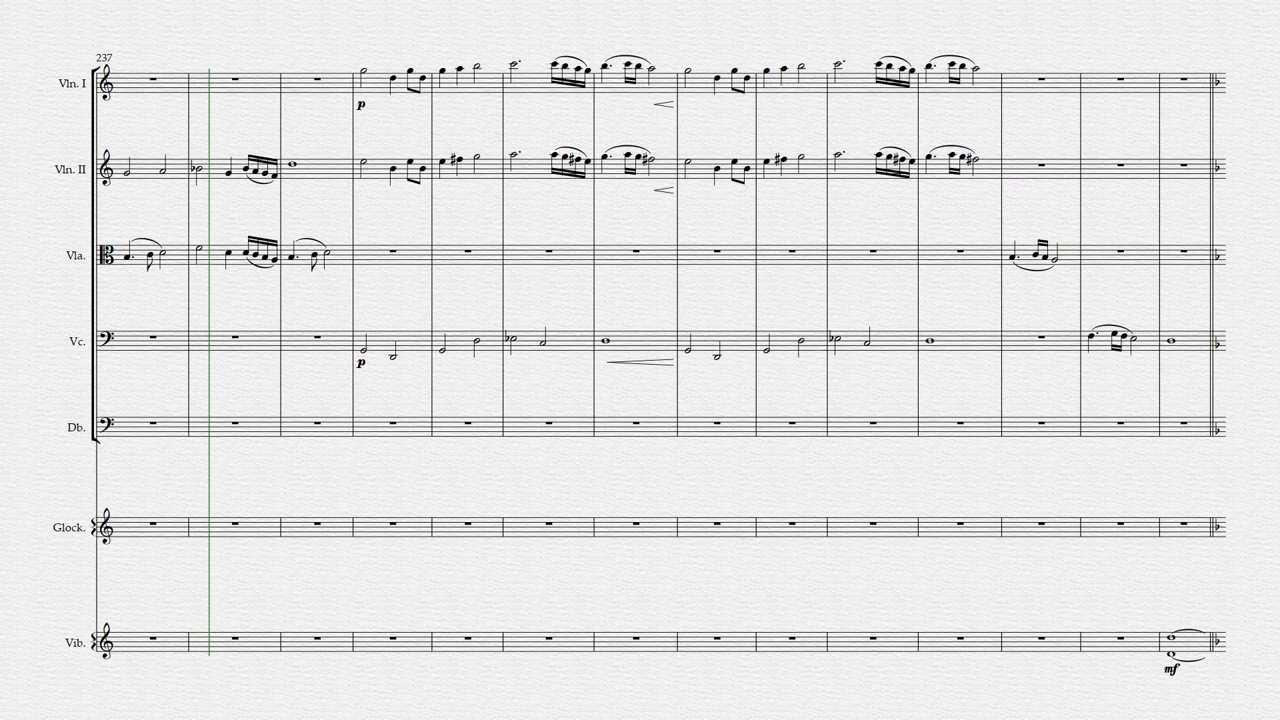 237
Vln. I
p
Vln. II
Vla.
Vc.
p
Db.
Glock.
Vib.
mf